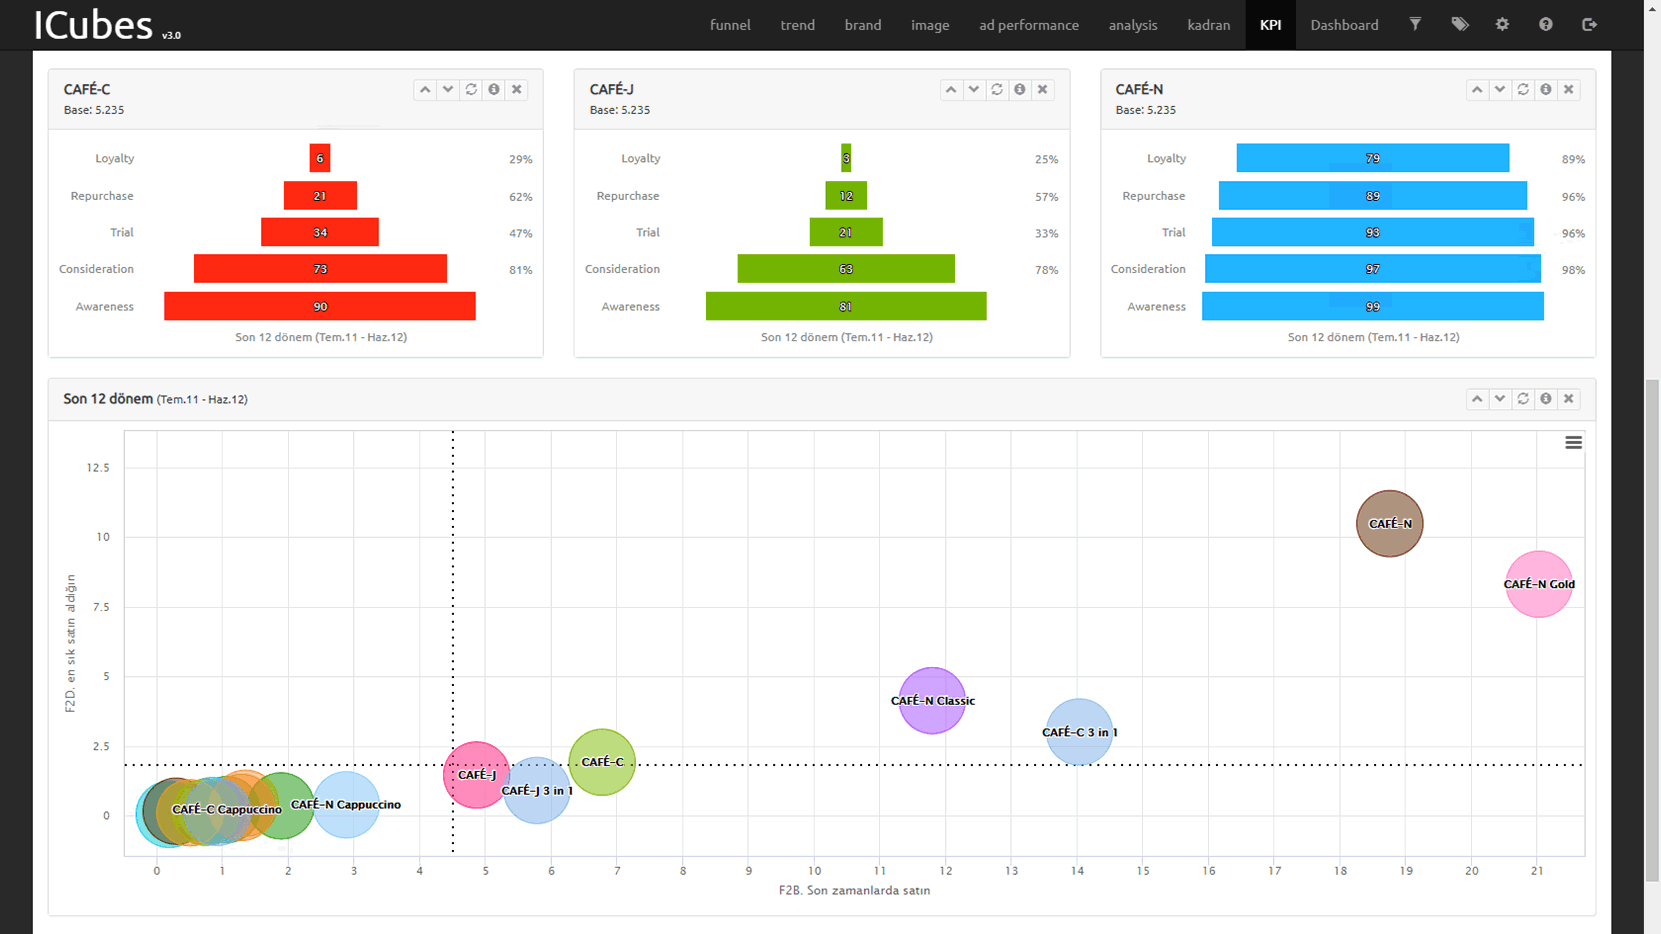 ICubes v3.0
funnel trend brand image ad performance analysis kadran KPI Dashboard
CAFÉ-C
Base: 5.235
Loyalty 6 29%
Repurchase 21 62%
Trial 34 47%
Consideration 73 81%
Awareness 90
Son 12 dönem (Tem.11 - Haz.12)
CAFÉ-J
Base: 5.235
Loyalty 3 25%
Repurchase 12 57%
Trial 21 33%
Consideration 63 78%
Awareness 81
Son 12 dönem (Tem.11 - Haz.12)
CAFÉ-N
Base: 5.235
Loyalty 79 89%
Repurchase 89 96%
Trial 93 96%
Consideration 97 98%
Awareness 99
Son 12 dönem (Tem.11 - Haz.12)
Son 12 dönem (Tem.11 - Haz.12)
F2D. en sık satın aldığın
12.5
10
7.5
5
2.5
0
CAFÉ-N
CAFÉ-N Gold
CAFÉ-N Classic
CAFÉ-C 3 in 1
CAFÉ-C
CAFÉ-J
CAFÉ-J 3 in 1
CAFÉ-N Cappuccino
CAFÉ-C Cappuccino
0 1 2 3 4 5 6 7 8 9 10 11 12 13 14 15 16 17 18 19 20 21
F2B. Son zamanlarda satın